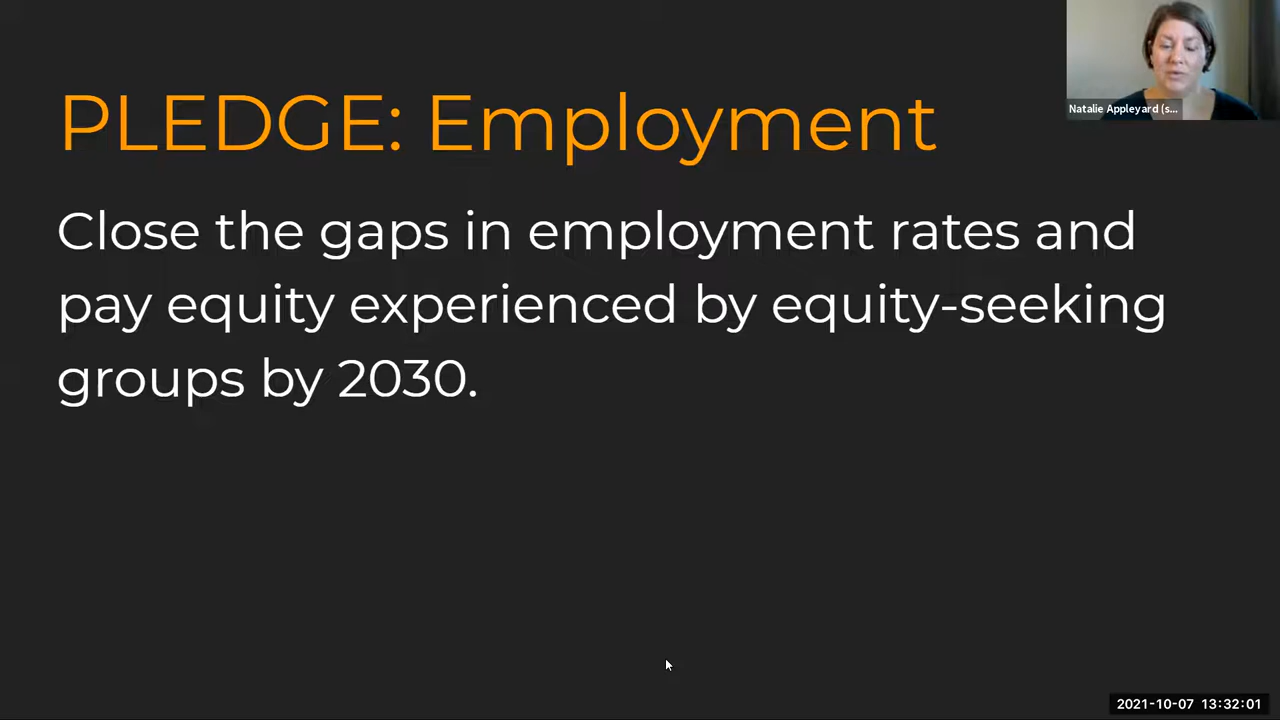 PLEDGE: Employment
Natalie Appleyard (s...
Close the gaps in employment rates and
pay equity experienced by equity-seeking
groups by 2030.
2021-10-07 13:32:01